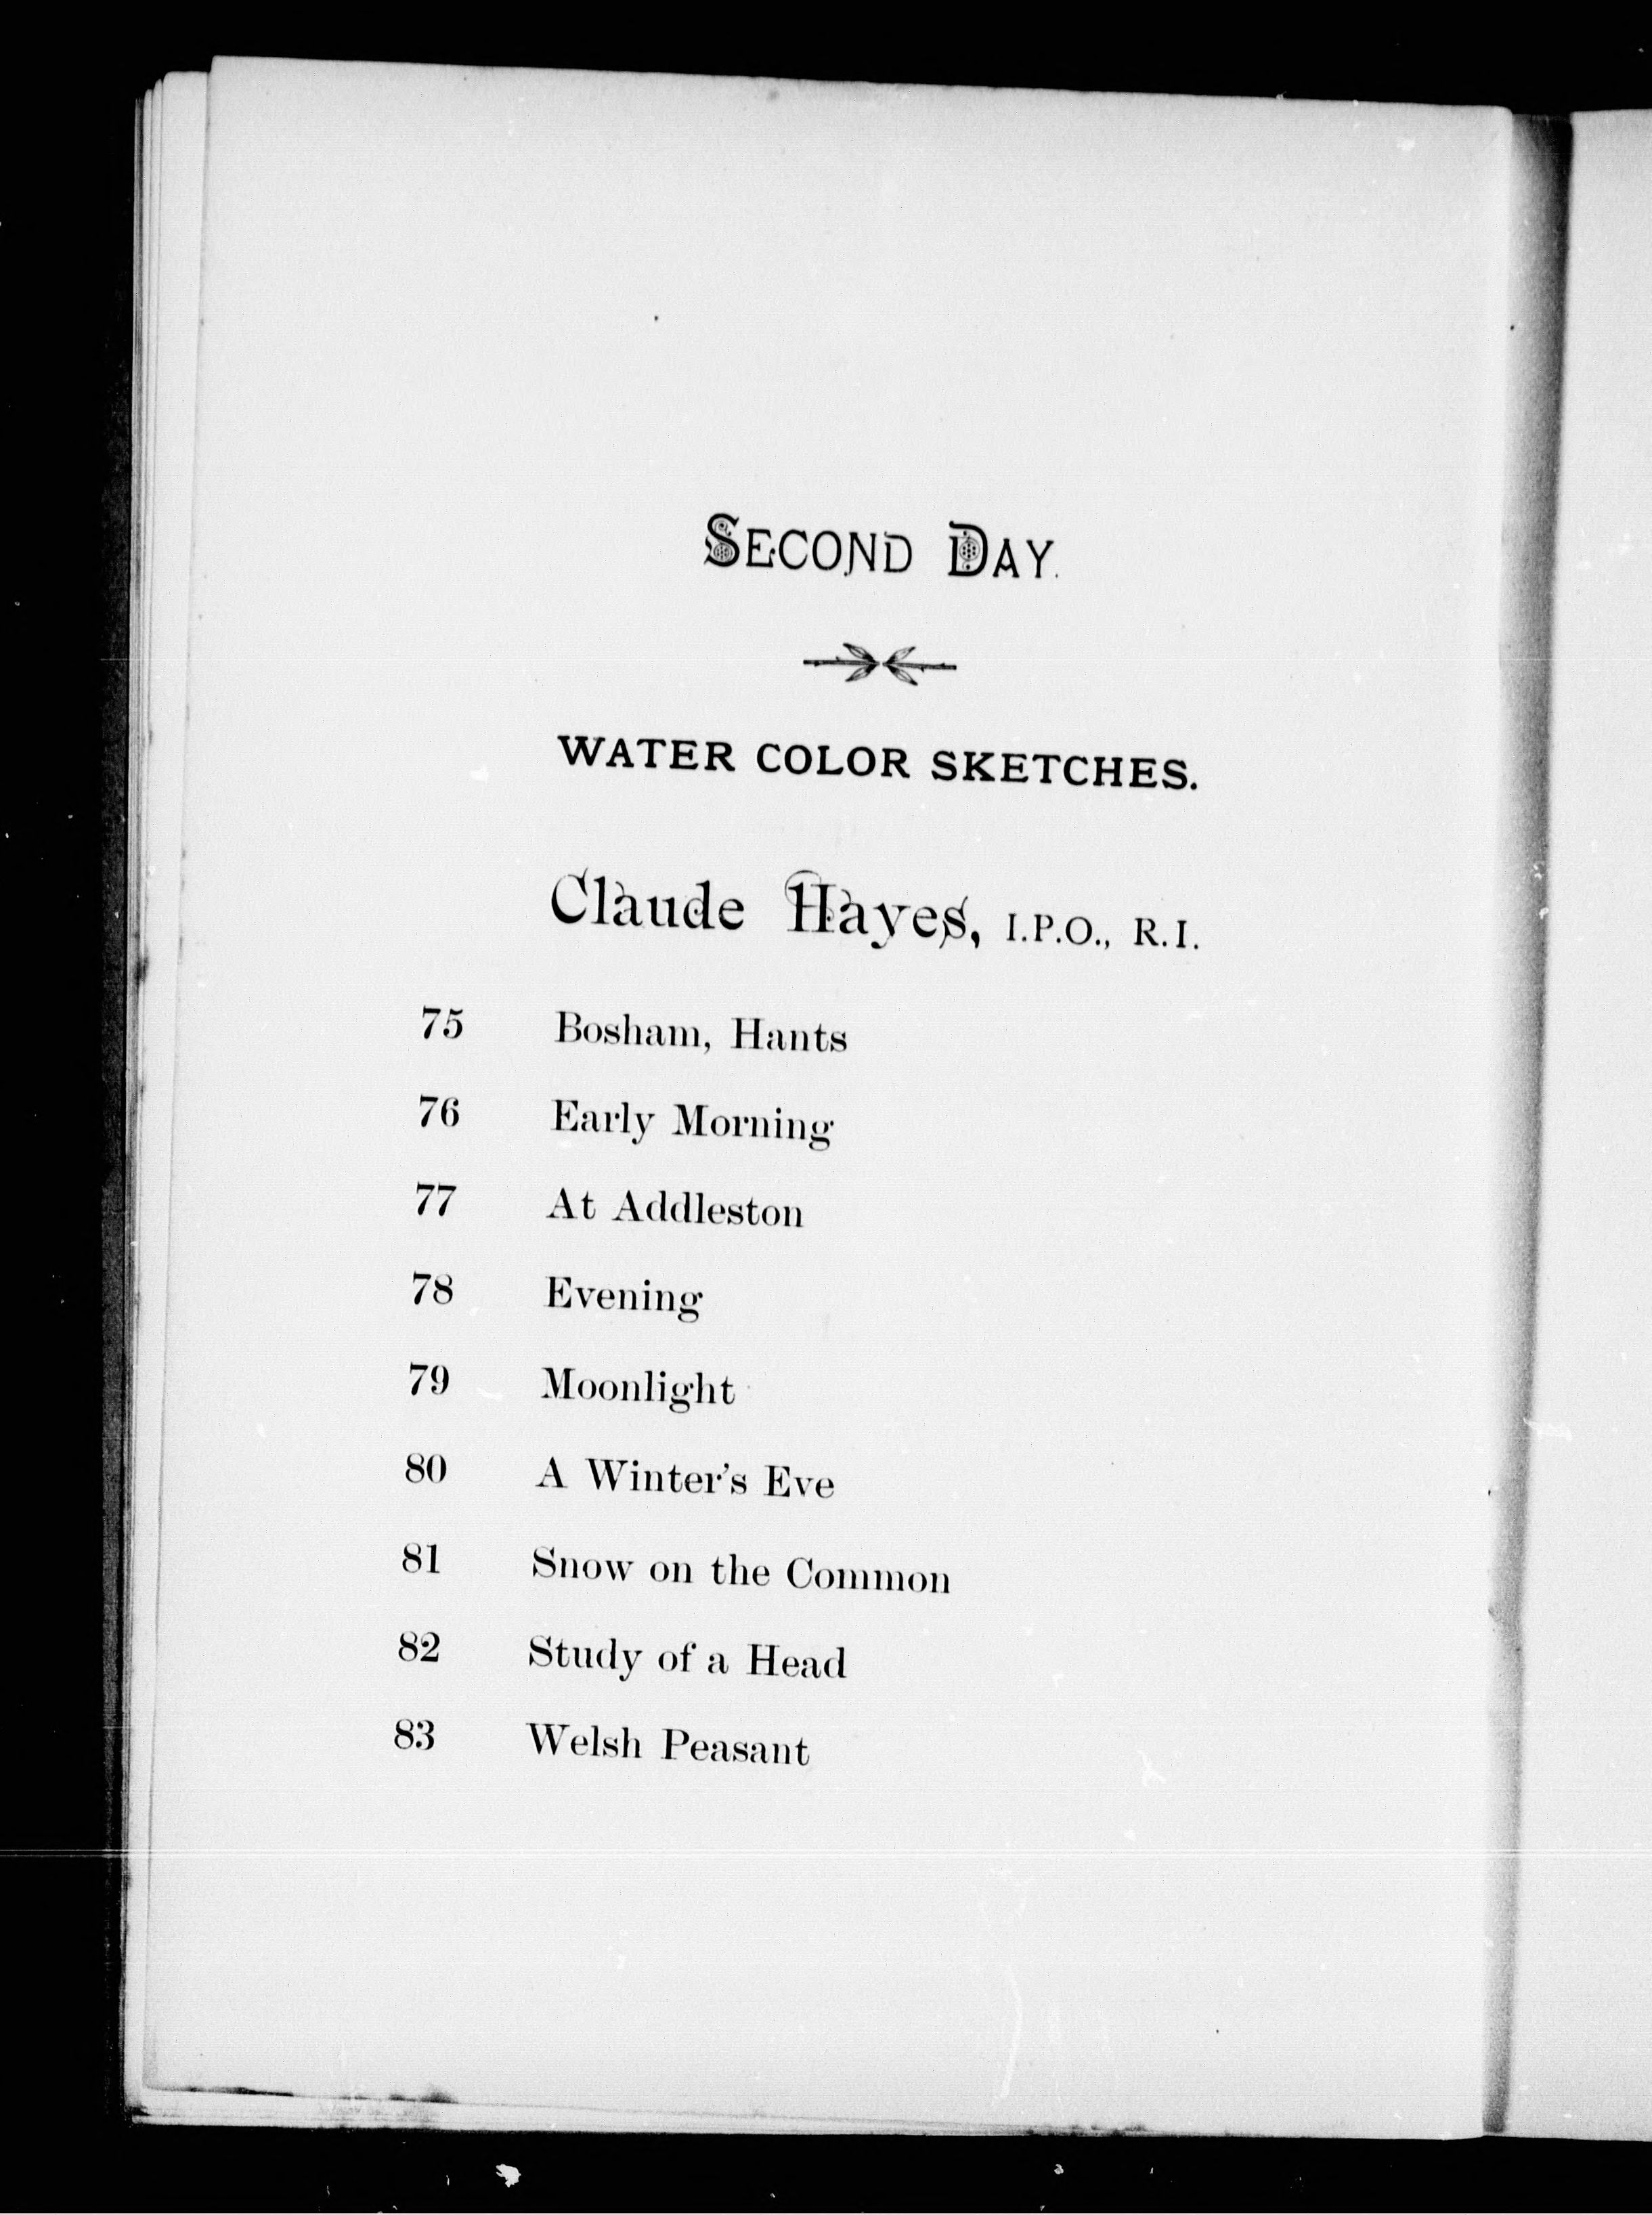 SECOND DAY.
WATER COLOR SKETCHES.
Claude Hayes, I.P.O., R.I.
75 Bosham, Hants
76 Early Morning
77 At Addleston
78 Evening
79 Moonlight
80 A Winter's Eve
81 Snow on the Common
82 Study of a Head
83 Welsh Peasant